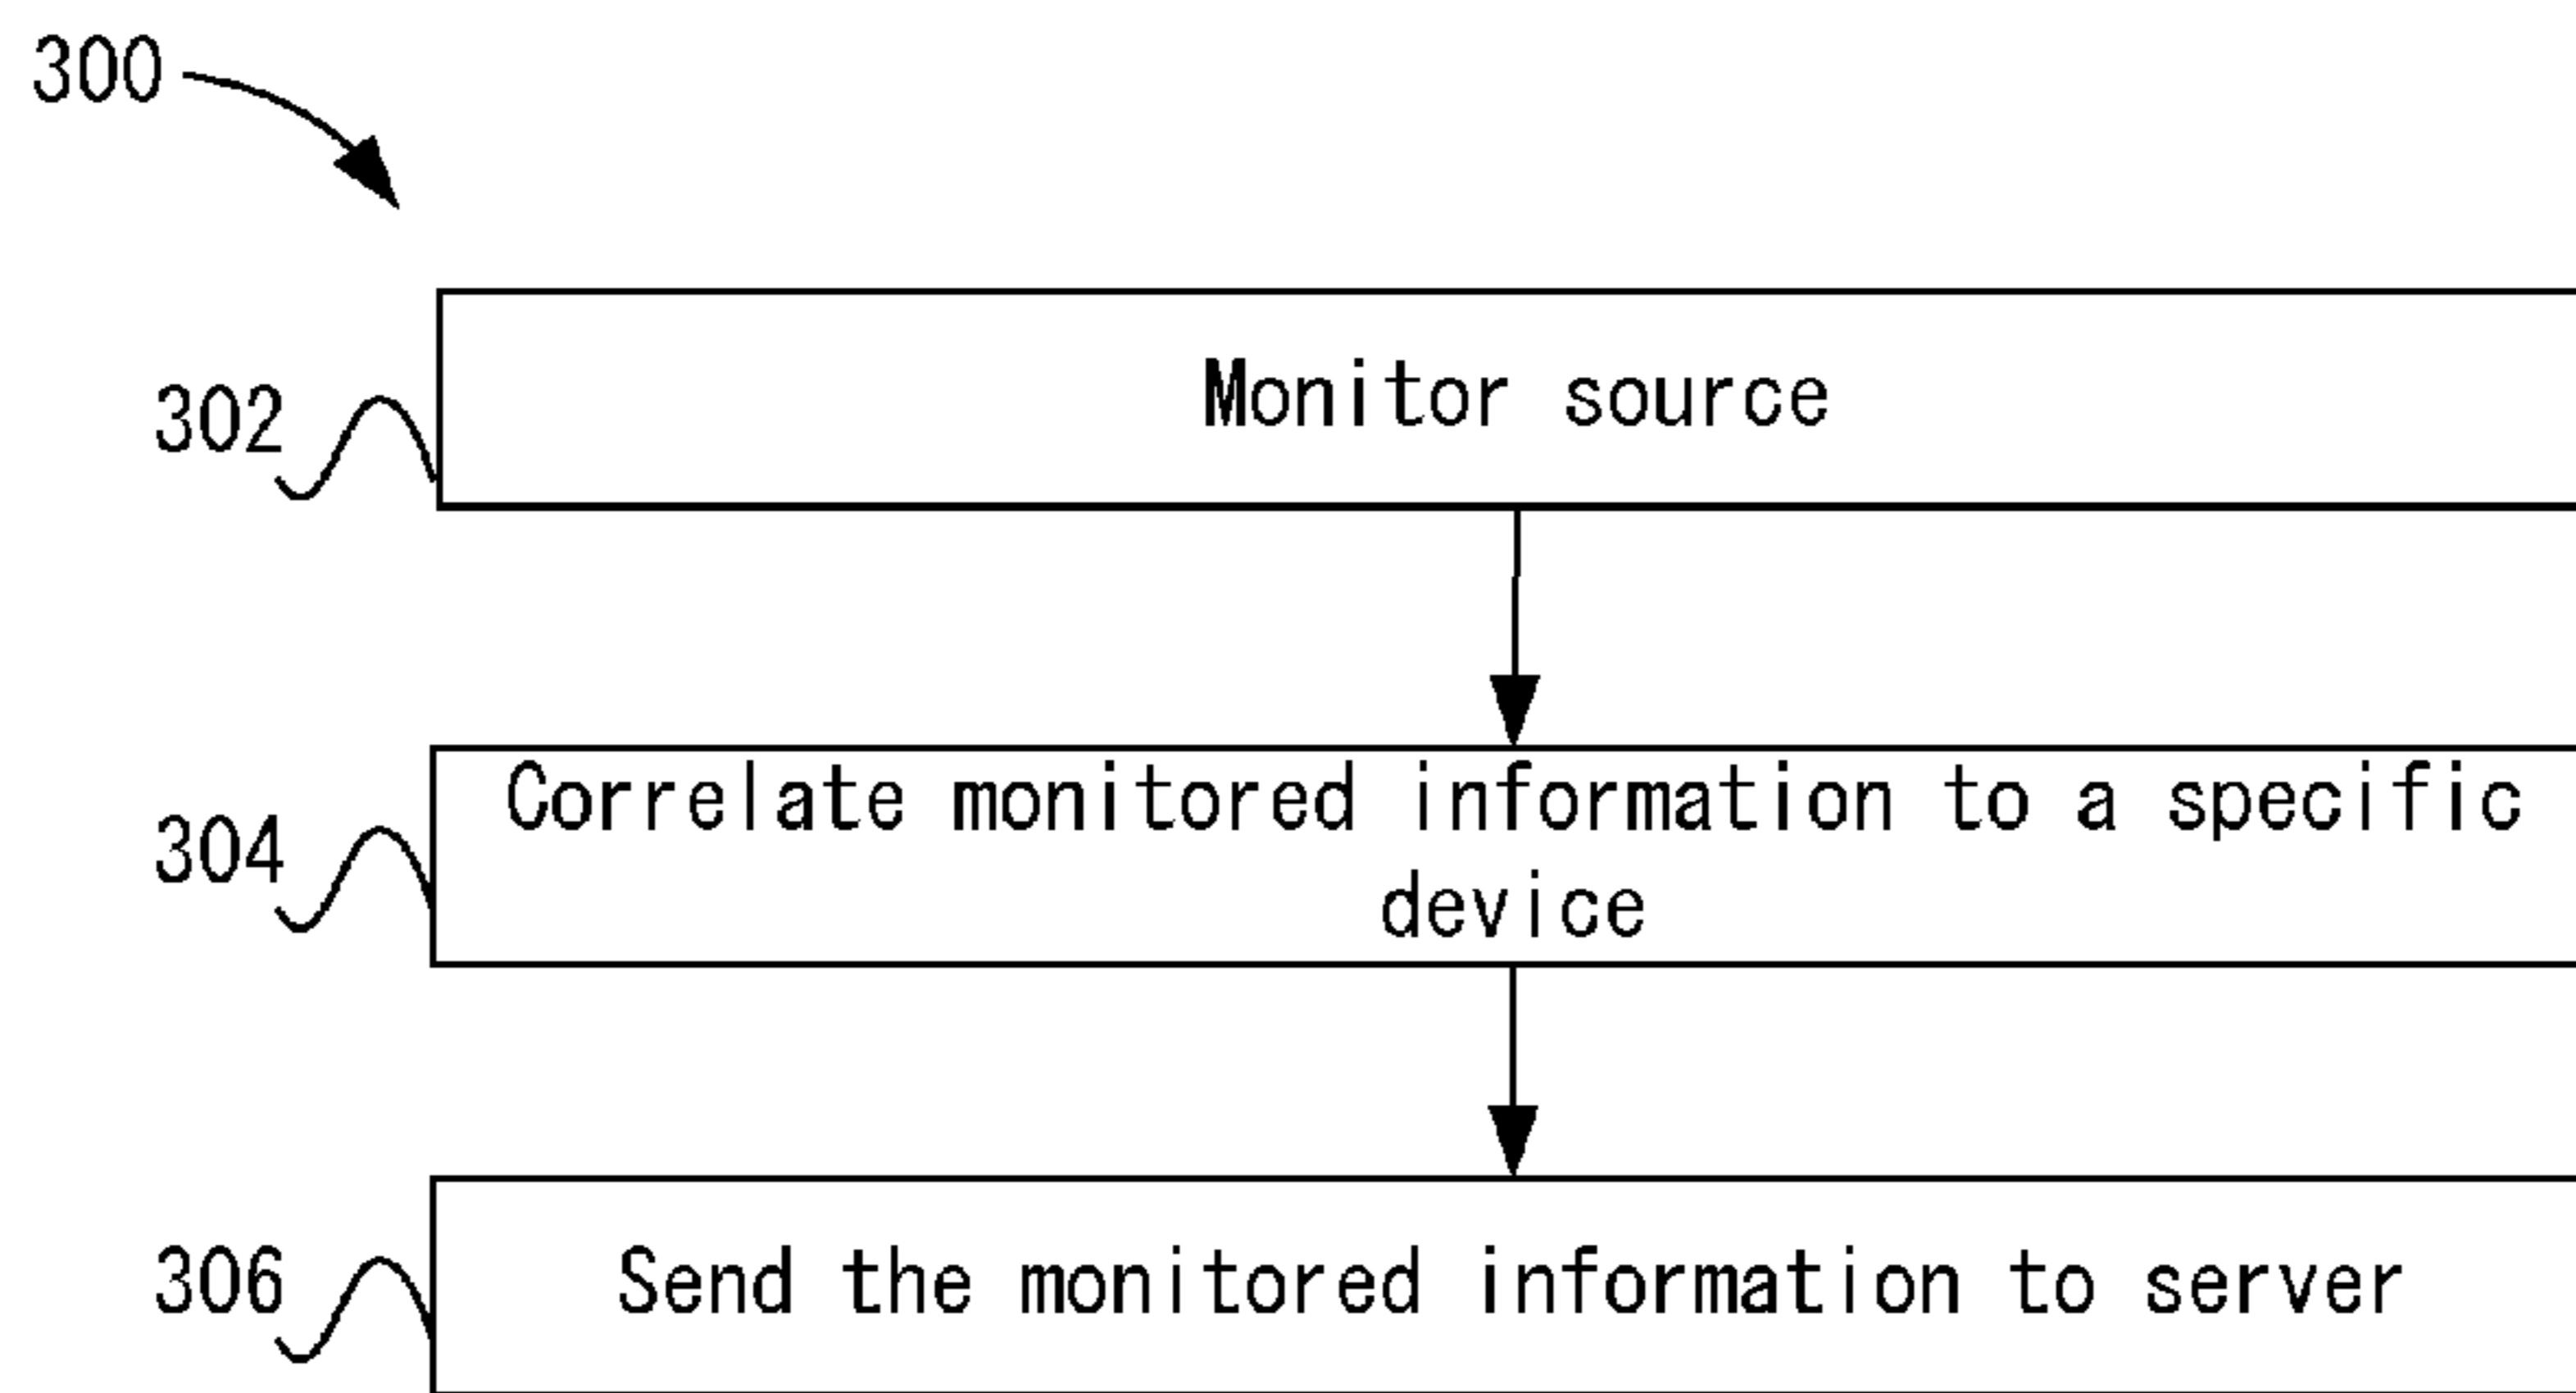 300
302
Monitor source
304
Correlate monitored information to a specific
device
306
Send the monitored information to server